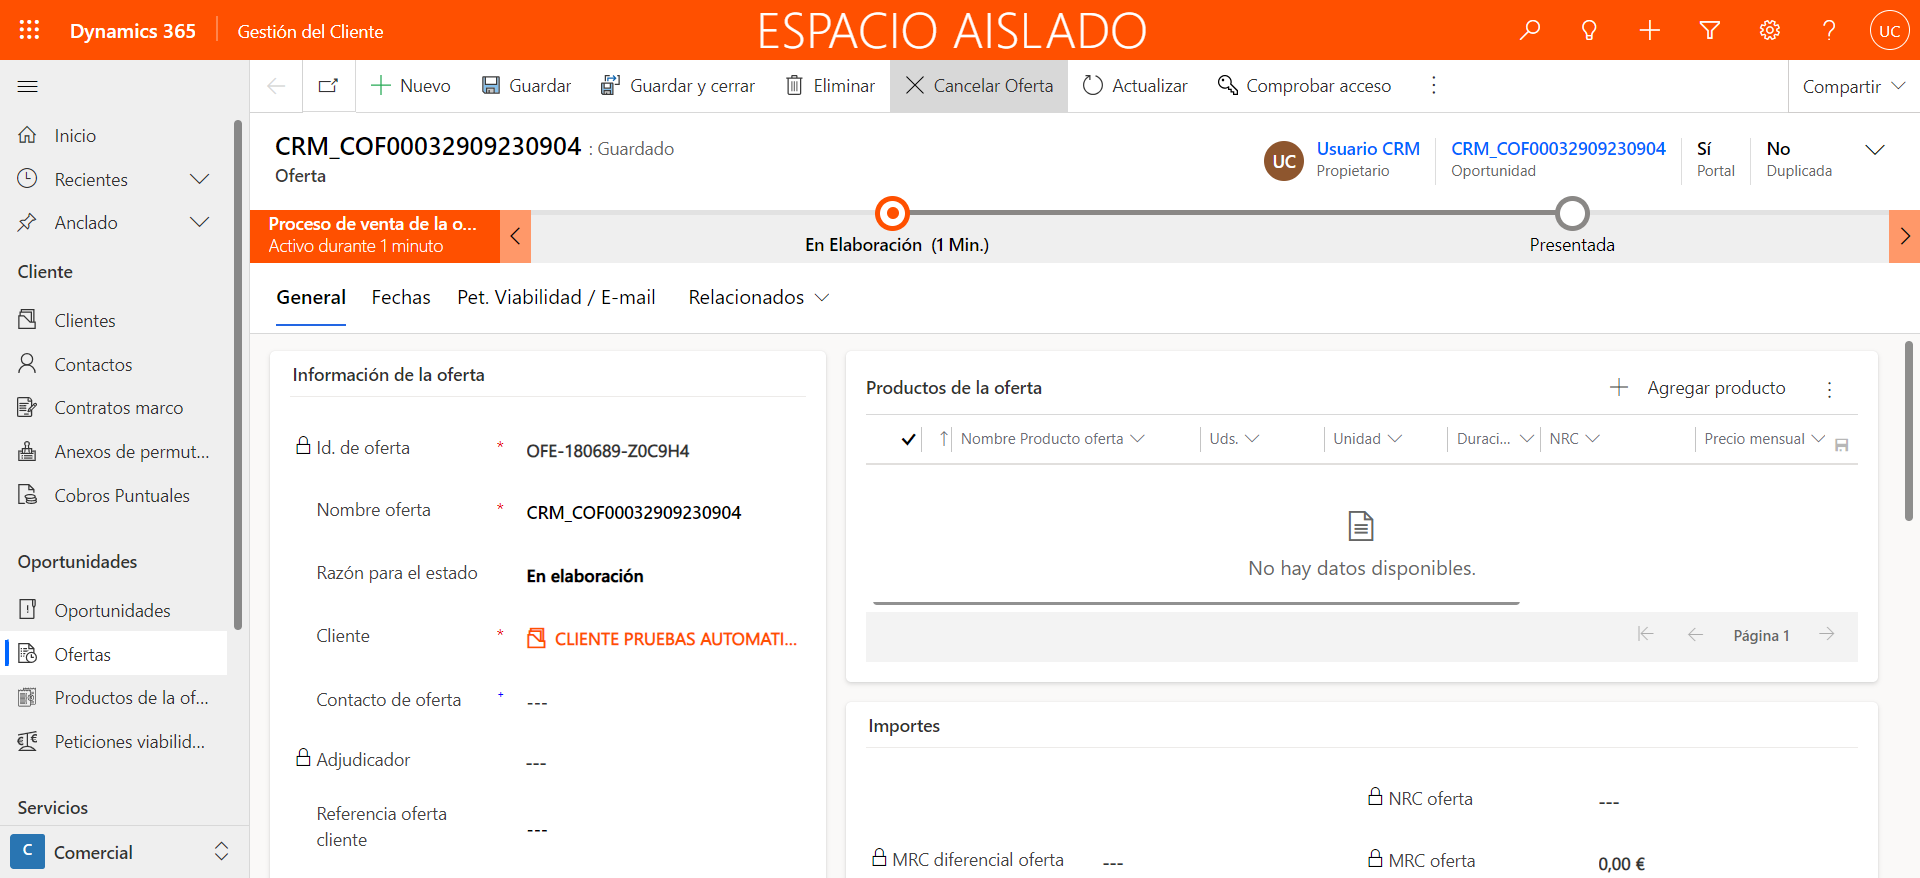 Dynamics 365
Gestión del Cliente
ESPACIO AISLADO
UC
Nuevo
Guardar
Guardar y cerrar
Eliminar
Cancelar Oferta
Actualizar
Comprobar acceso
Compartir
Inicio
Recientes
Anclado
Cliente
Clientes
Contactos
Contratos marco
Anexos de permut...
Cobros Puntuales
Oportunidades
Oportunidades
Ofertas
Productos de la of...
Peticiones viabilid...
Servicios
C
Comercial
CRM_COF00032909230904 : Guardado
Oferta
UC
Usuario CRM
Propietario
CRM_COF00032909230904
Oportunidad
Sí
Portal
No
Duplicada
Proceso de venta de la o...
Activo durante 1 minuto
En Elaboración (1 Min.)
Presentada
General
Fechas
Pet. Viabilidad / E-mail
Relacionados
Información de la oferta
Id. de oferta * OFE-180689-Z0C9H4
Nombre oferta * CRM_COF00032909230904
Razón para el estado En elaboración
Cliente * CLIENTE PRUEBAS AUTOMATI...
Contacto de oferta + ---
Adjudicador ---
Referencia oferta
cliente ---
Productos de la oferta
Agregar producto
Nombre Producto oferta
Uds.
Unidad
Duraci...
NRC
Precio mensual
No hay datos disponibles.
Página 1
Importes
NRC oferta ---
MRC diferencial oferta ---
MRC oferta 0,00 €